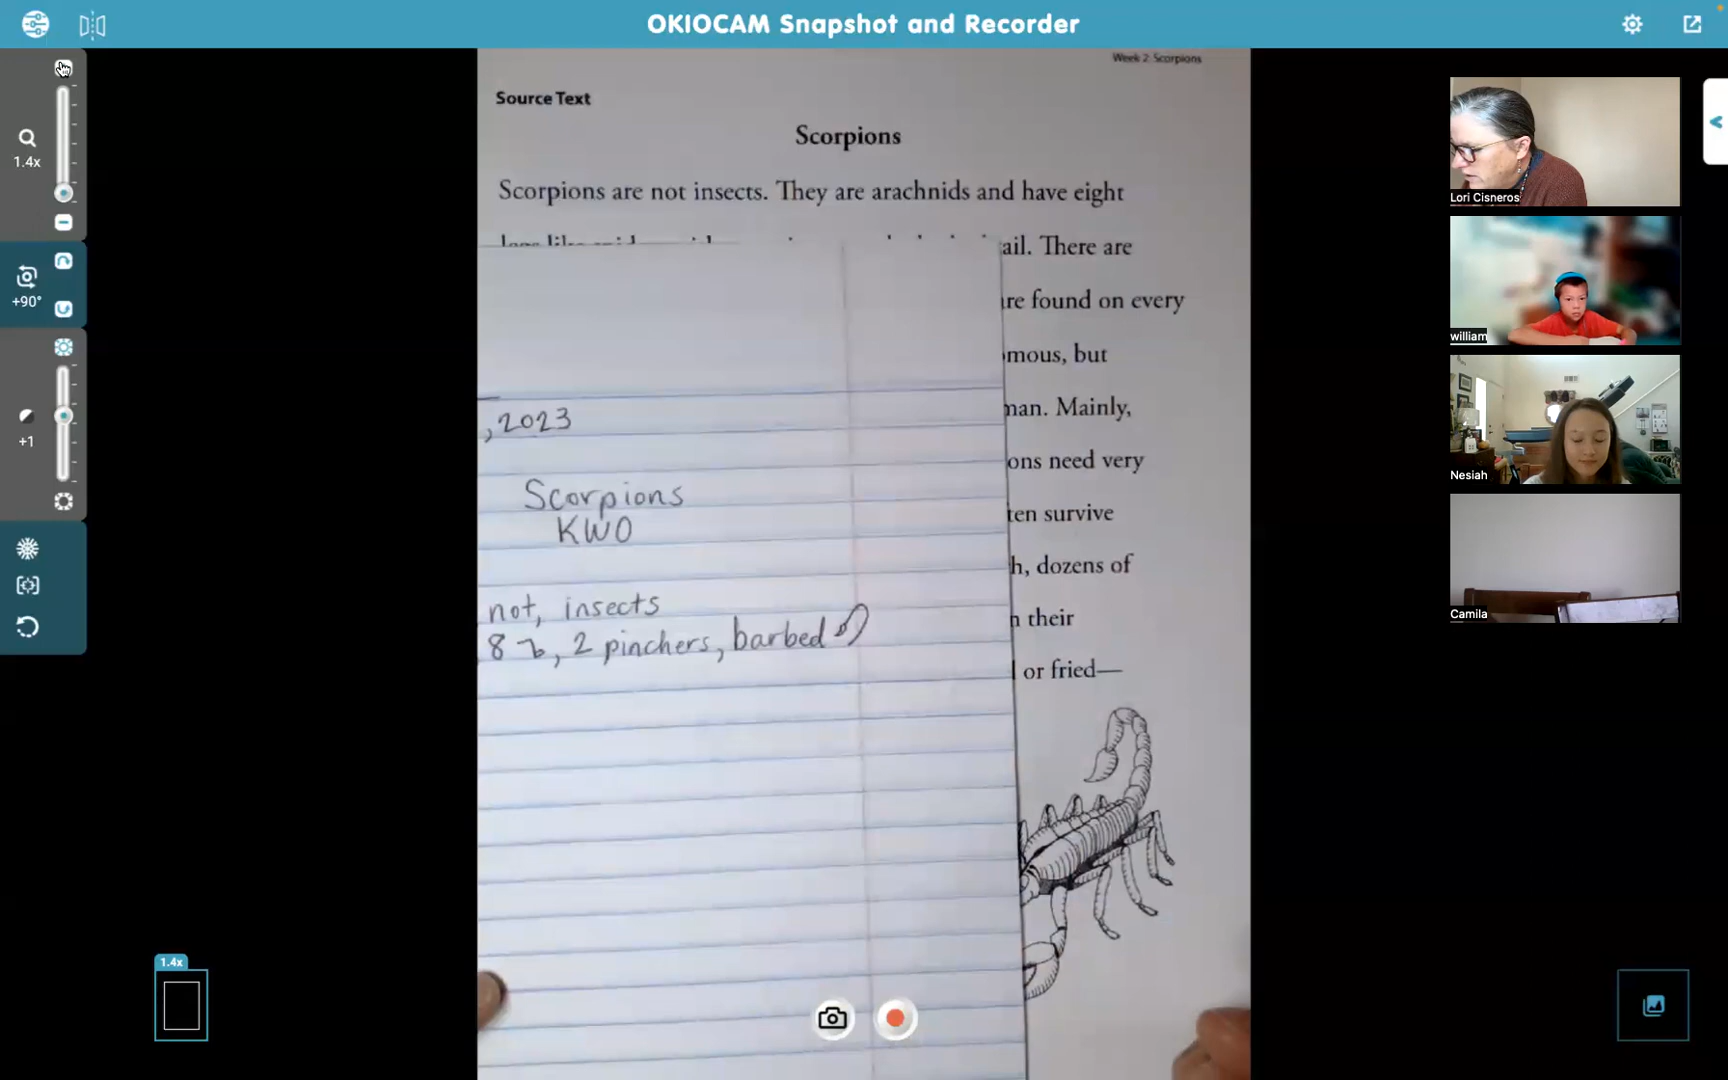 OKIOCAM Snapshot and Recorder
Week 2: Scorpions
Source Text
Scorpions
Scorpions are not insects. They are arachnids and have eight
ail. There are
re found on every
mous, but
man. Mainly,
ons need very
ten survive
h, dozens of
n their
or fried—
, 2023
Scorpions
KWO
not, insects
8, 2 pinchers, barbed
1.4x
+90°
+1
1.4x
Lori Cisneros
william
Nesiah
Camila